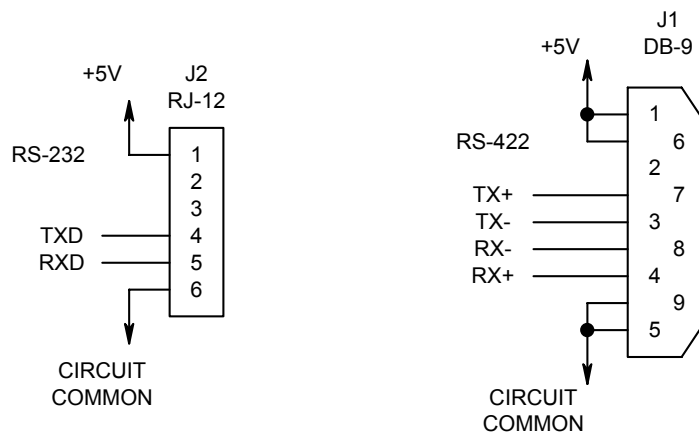 +5V
J2
RJ-12
RS-232
1
2
3
TXD
4
RXD
5
6
CIRCUIT
COMMON
J1
DB-9
+5V
1
RS-422
6
2
TX+
7
TX-
3
RX-
8
RX+
4
9
5
CIRCUIT
COMMON